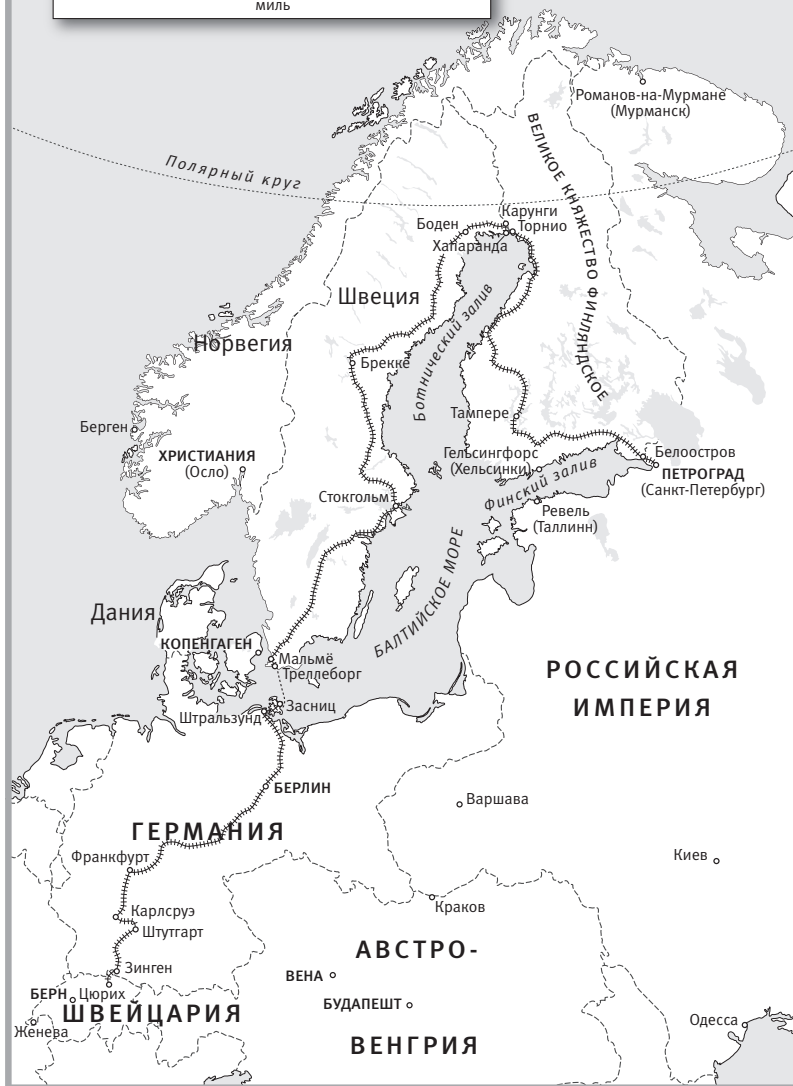 миль
Романов-на-Мурмане
(Мурманск)
ВЕЛИКОЕ КНЯЖЕСТВО ФИНЛЯНДСКОЕ
Полярный круг
Карунги
Боден
Торнио
Хапаранда
Швеция
Ботнический залив
Норвегия
Брекке
Тампере
Берген
ХРИСТИАНИЯ
(Осло)
Гельсингфорс
(Хельсинки)
Белоостров
Финский залив
ПЕТРОГРАД
(Санкт-Петербург)
Стокгольм
Ревель
(Таллинн)
БАЛТИЙСКОЕ МОРЕ
Дания
КОПЕНГАГЕН
Мальмё
Треллеборг
РОССИЙСКАЯ
ИМПЕРИЯ
Засниц
Штральзунд
БЕРЛИН
Варшава
ГЕРМАНИЯ
Франкфурт
Киев
Краков
Карлсруэ
Штутгарт
АВСТРО-
Зинген
ВЕНА
БЕРН
Цюрих
БУДАПЕШТ
ШВЕЙЦАРИЯ
Женева
Одесса
ВЕНГРИЯ